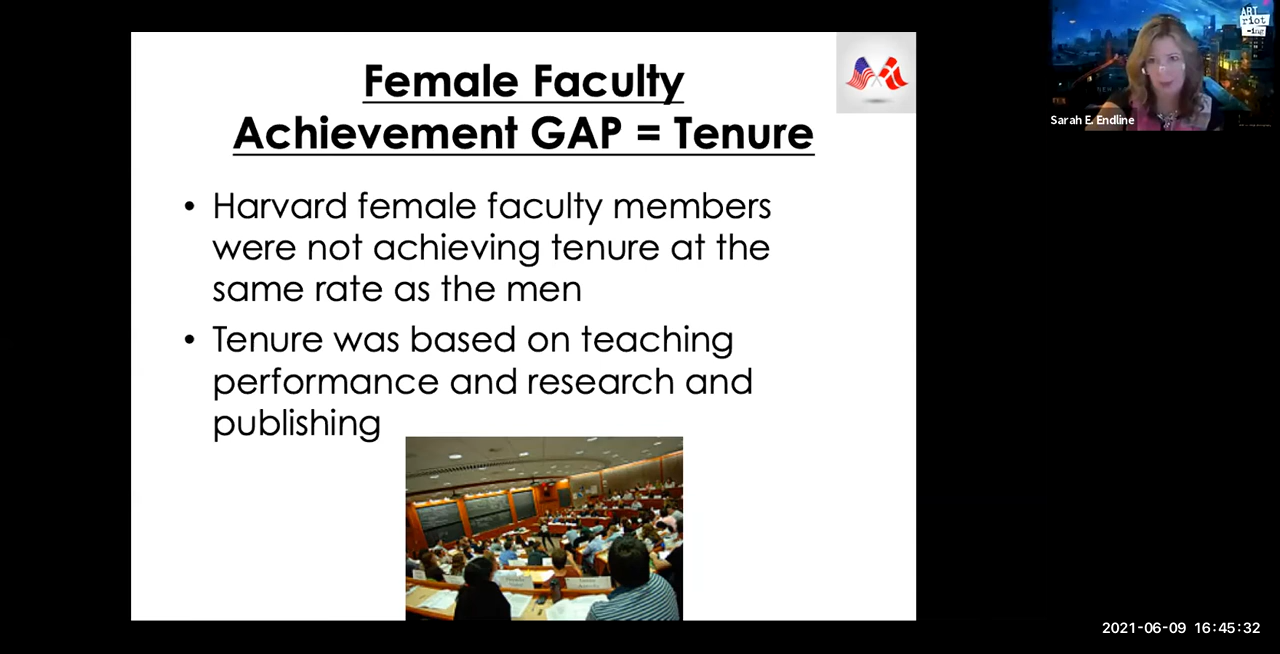 Female Faculty
Achievement GAP = Tenure
• Harvard female faculty members
were not achieving tenure at the
same rate as the men
• Tenure was based on teaching
performance and research and
publishing
ART
riot
-ing
Sarah E. Endline
2021-06-09 16:45:32